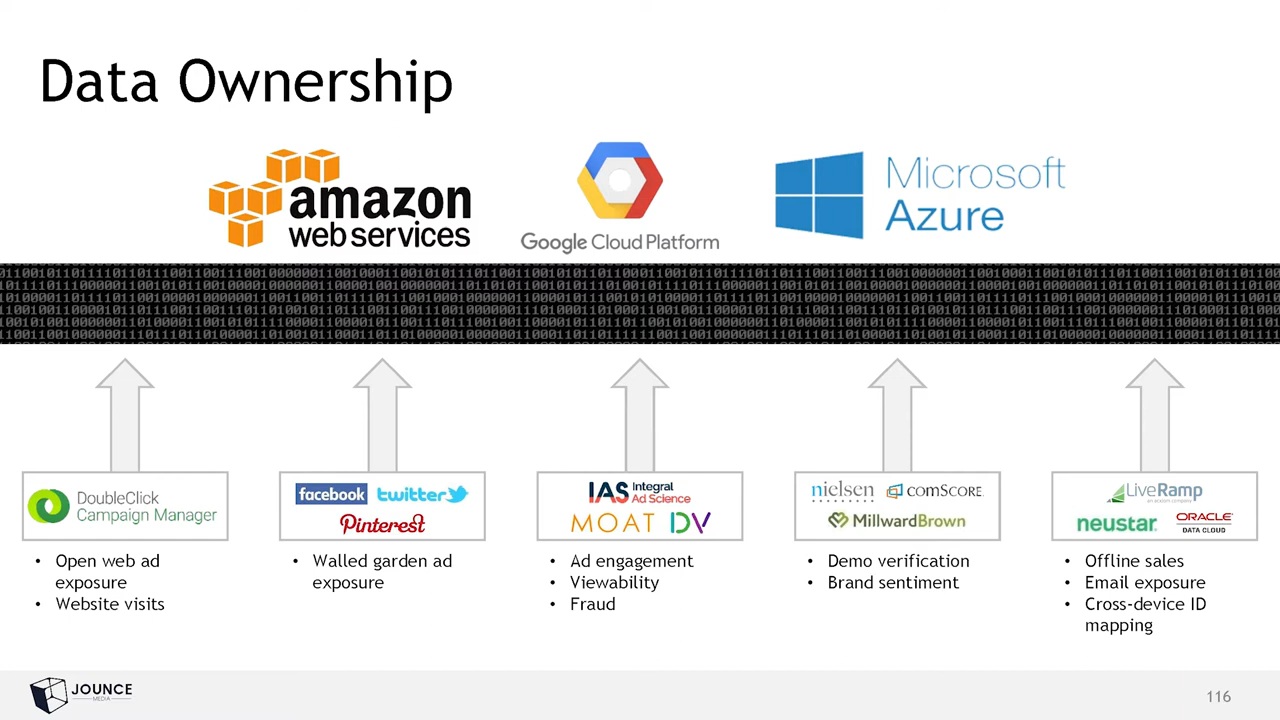 Data Ownership
amazon
web services
Google Cloud Platform
Microsoft
Azure
DoubleClick
Campaign Manager
facebook twitter
Pinterest
IAS Integral
Ad Science
MOAT DV
nielsen comSCORE.
MillwardBrown
LiveRamp
an acxiom company
neustar ORACLE
DATA CLOUD
• Open web ad
exposure
• Website visits
• Walled garden ad
exposure
• Ad engagement
• Viewability
• Fraud
• Demo verification
• Brand sentiment
• Offline sales
• Email exposure
• Cross-device ID
mapping
JOUNCE
MEDIA
116